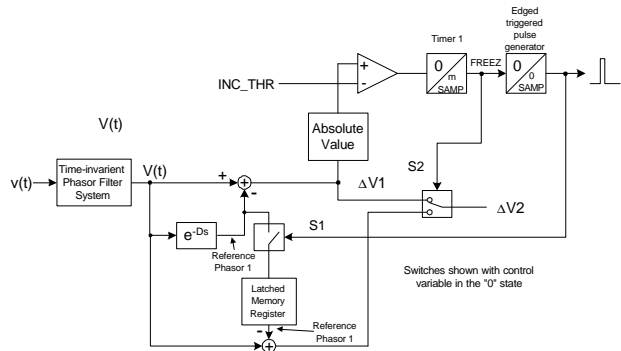 Edged
triggered
pulse
generator
Timer 1
+
-
0
m
SAMP
FREEZ
0
0
SAMP
INC_THR
Absolute
Value
V(t)
S2
v(t)
Time-invarient
Phasor Filter
System
V(t)
+
+
-
ΔV1
ΔV2
e-Ds
S1
Reference
Phasor 1
Switches shown with control
variable in the "0" state
Latched
Memory
Register
-
Reference
Phasor 1
+